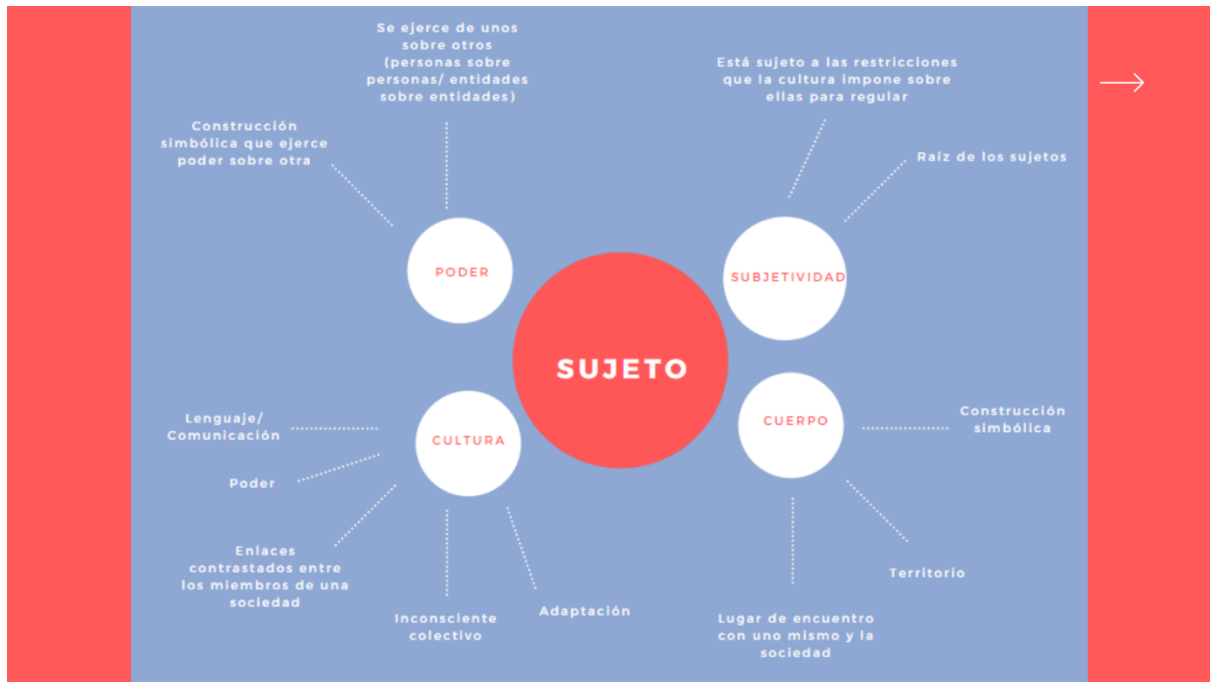 Se ejerce de unos
sobre otros
(personas sobre
personas/ entidades
sobre entidades)
Construcción
simbólica que ejerce
poder sobre otra
PODER
Está sujeto a las restricciones
que la cultura impone sobre
ellas para regular
Raíz de los sujetos
SUBJETIVIDAD
SUJETO
Lenguaje/
Comunicación
CULTURA
Poder
Enlaces
contrastados entre
los miembros de una
sociedad
Inconsciente
colectivo
Adaptación
CUERPO
Construcción
simbólica
Territorio
Lugar de encuentro
con uno mismo y la
sociedad